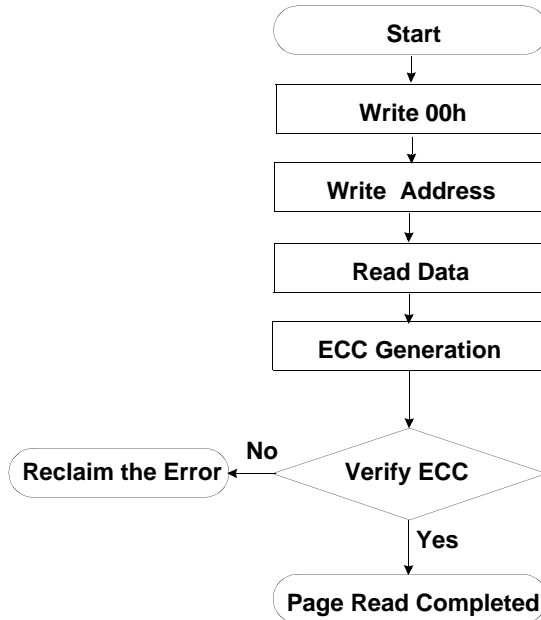 Start
Write 00h
Write Address
Read Data
ECC Generation
No
Reclaim the Error
Verify ECC
Yes
Page Read Completed